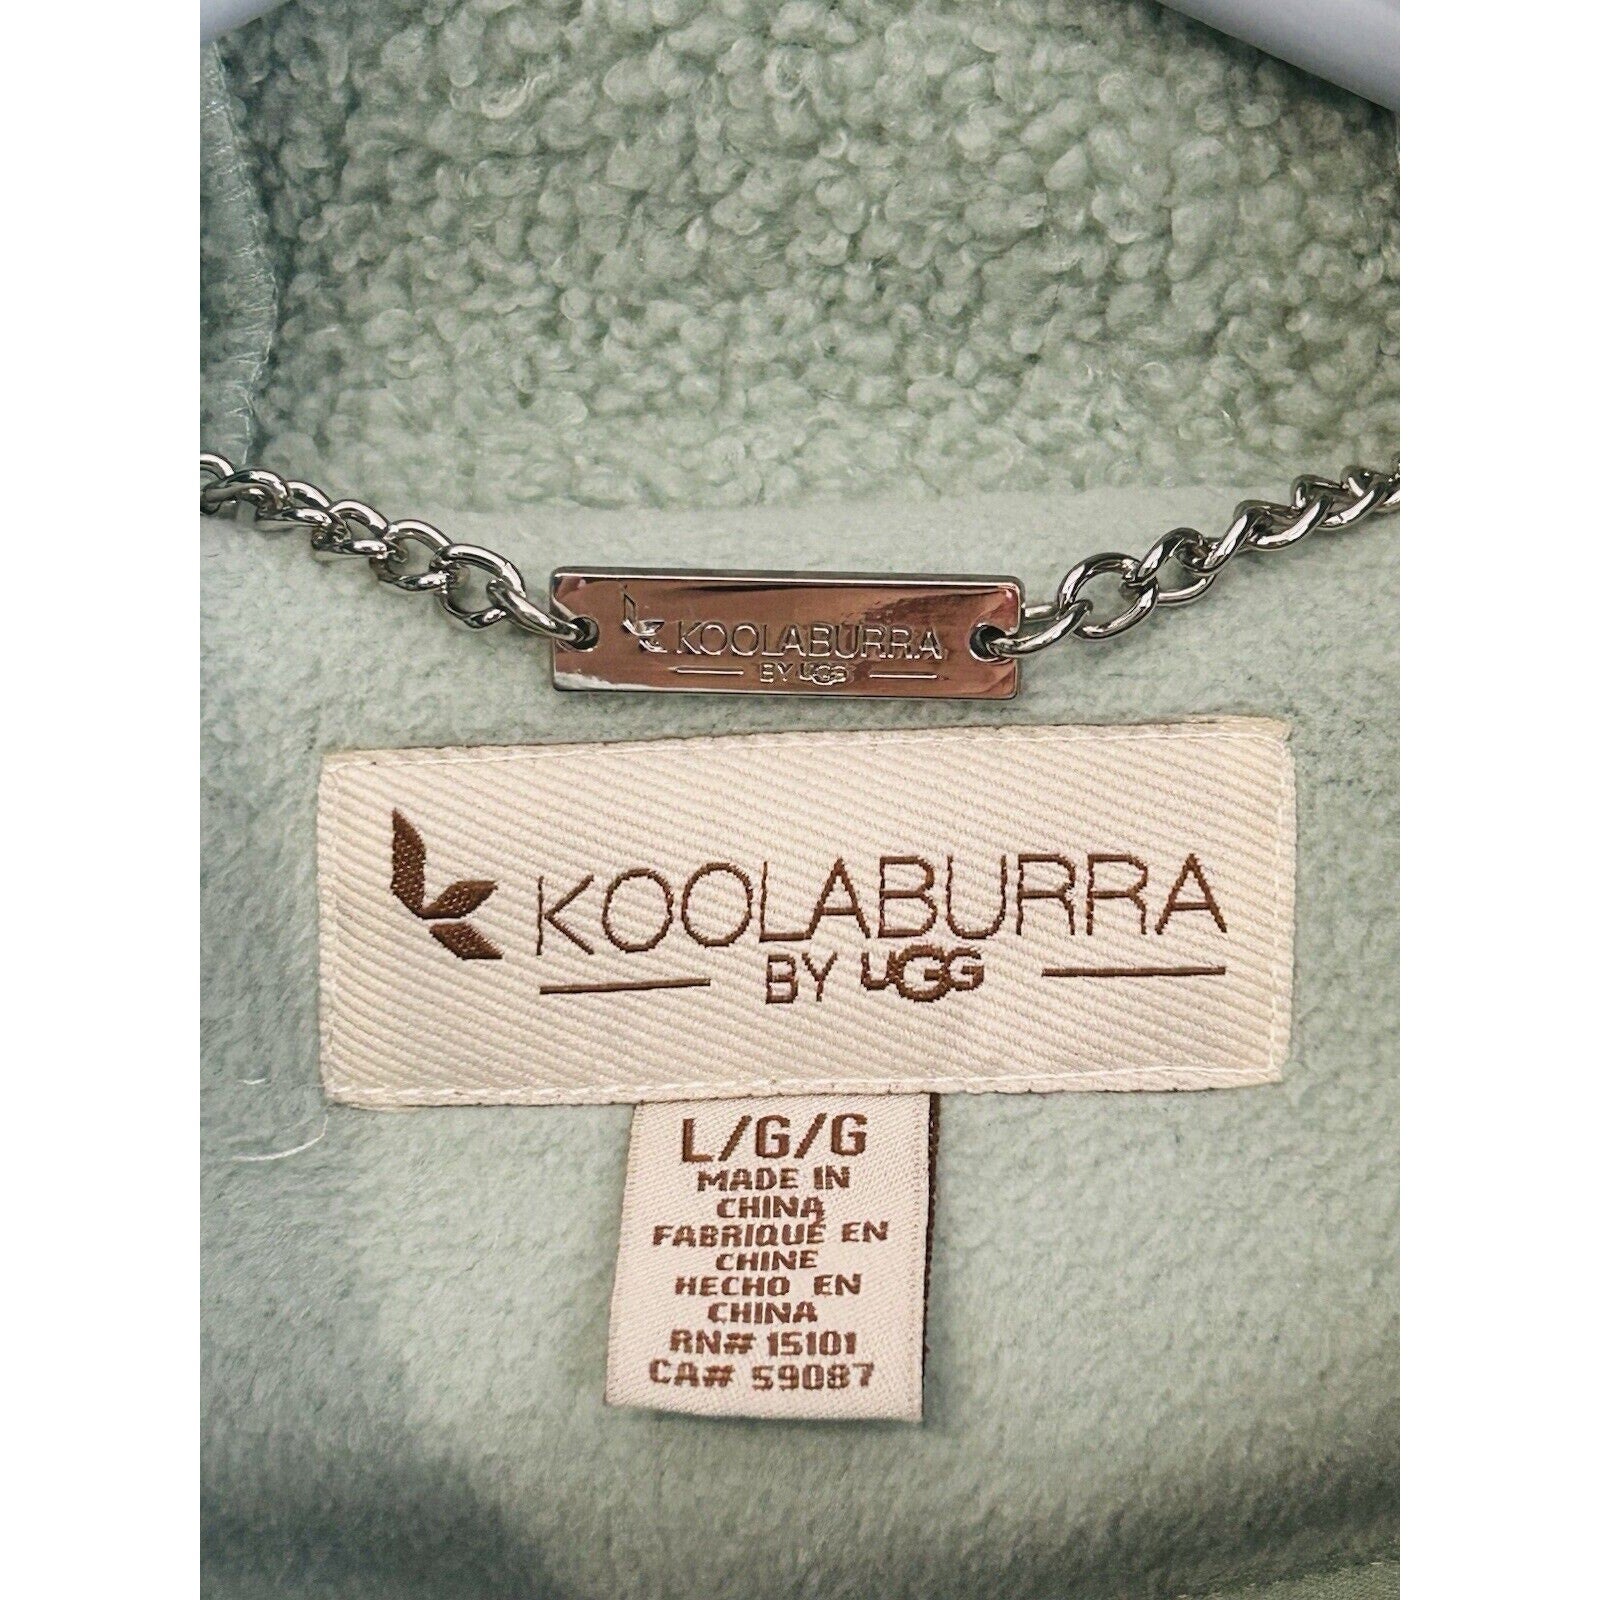 KOOLABURRA
BY UGG
KOOLABURRA
BY UGG
L/G/G
MADE IN
CHINA
FABRIQUÉ EN
CHINE
HECHO EN
CHINA
RN# 15101
CA# 59087